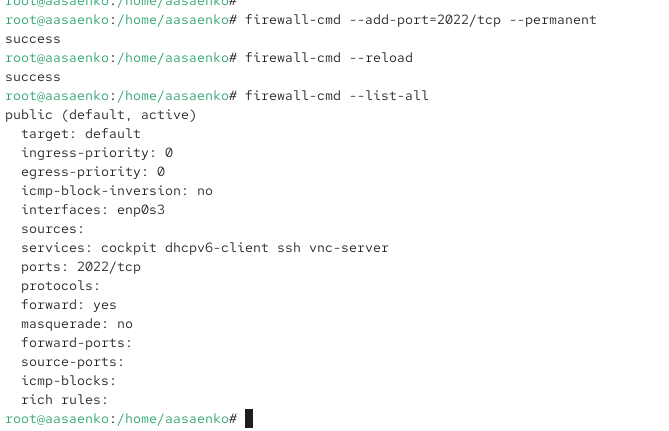 root@aasaenko:/home/aasaenko#
root@aasaenko:/home/aasaenko# firewall-cmd --add-port=2022/tcp --permanent
success
root@aasaenko:/home/aasaenko# firewall-cmd --reload
success
root@aasaenko:/home/aasaenko# firewall-cmd --list-all
public (default, active)
  target: default
  ingress-priority: 0
  egress-priority: 0
  icmp-block-inversion: no
  interfaces: enp0s3
  sources:
  services: cockpit dhcpv6-client ssh vnc-server
  ports: 2022/tcp
  protocols:
  forward: yes
  masquerade: no
  forward-ports:
  source-ports:
  icmp-blocks:
  rich rules:
root@aasaenko:/home/aasaenko#